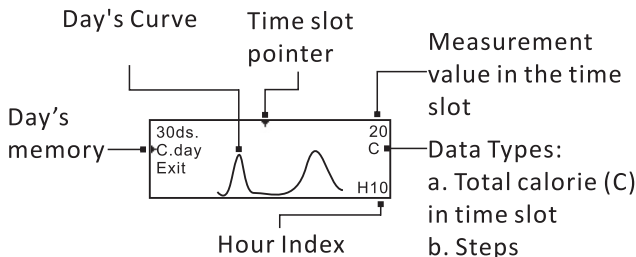 Day's Curve
Time slot
pointer
Measurement
value in the time
slot
Day's
memory
30ds.
C.day
Exit
20
C
H10
Data Types:
a. Total calorie (C)
in time slot
b. Steps
Hour Index